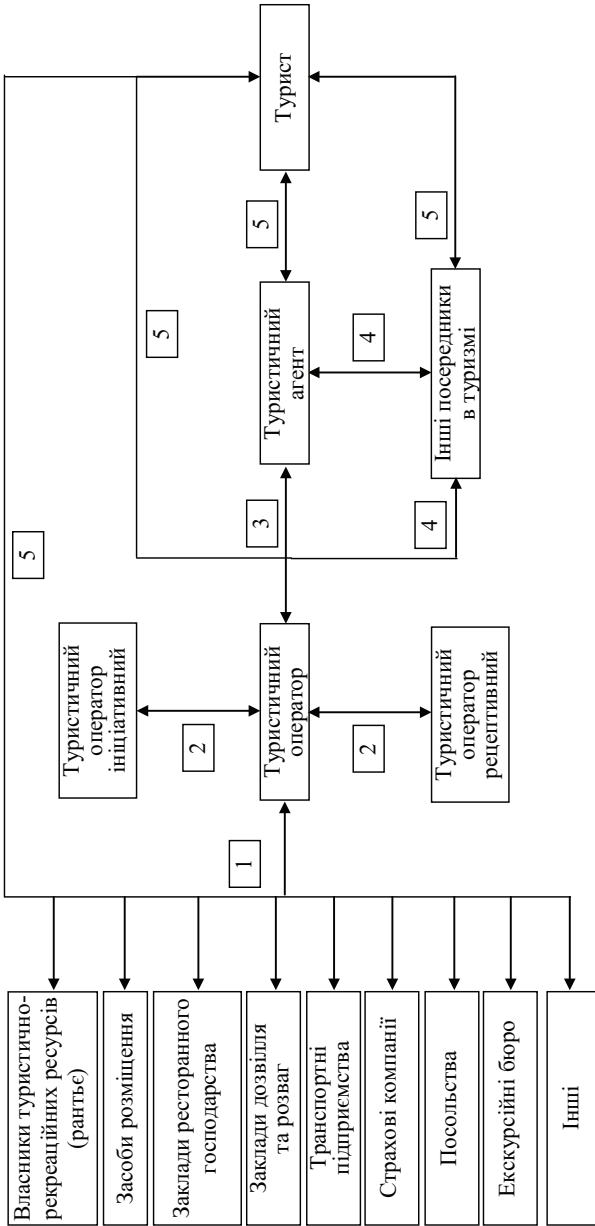 Власники туристично-
рекреаційних ресурсів
(рантьє)
Засоби розміщення
Заклади ресторанного
господарства
Заклади дозвілля
та розваг
Транспортні
підприємства
Страхові компанії
Посольства
Екскурсійні бюро
Інші
1
5
Туристичний
оператор
ініціативний
2
Туристичний
оператор
2
Туристичний
оператор
рецептивний
3
4
5
Туристичний
агент
4
Інші посередники
в туризмі
5
5
Турист